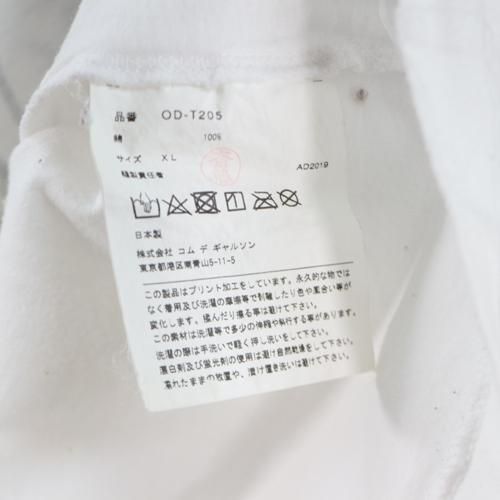 品番 OD-T205
綿 100%
サイズ XL
縫製責任者 AD2019
日本製
株式会社 コム デ ギャルソン
東京都港区南青山5-11-5
この製品はプリント加工をしています。永久的な物では
なく着用及び洗濯の摩擦等で剥離したり色や風合い等が
変化します。揉んだり擦る事は避けて下さい。
この素材は洗濯等で多少の伸縮や斜行する事があります。
洗濯の際は手洗いで軽く押し洗いをして下さい。
漂白剤及び蛍光剤の使用は避け自然乾燥をして下さい。
濡れたままの放置や、漬け置き洗いは避けて下さい。